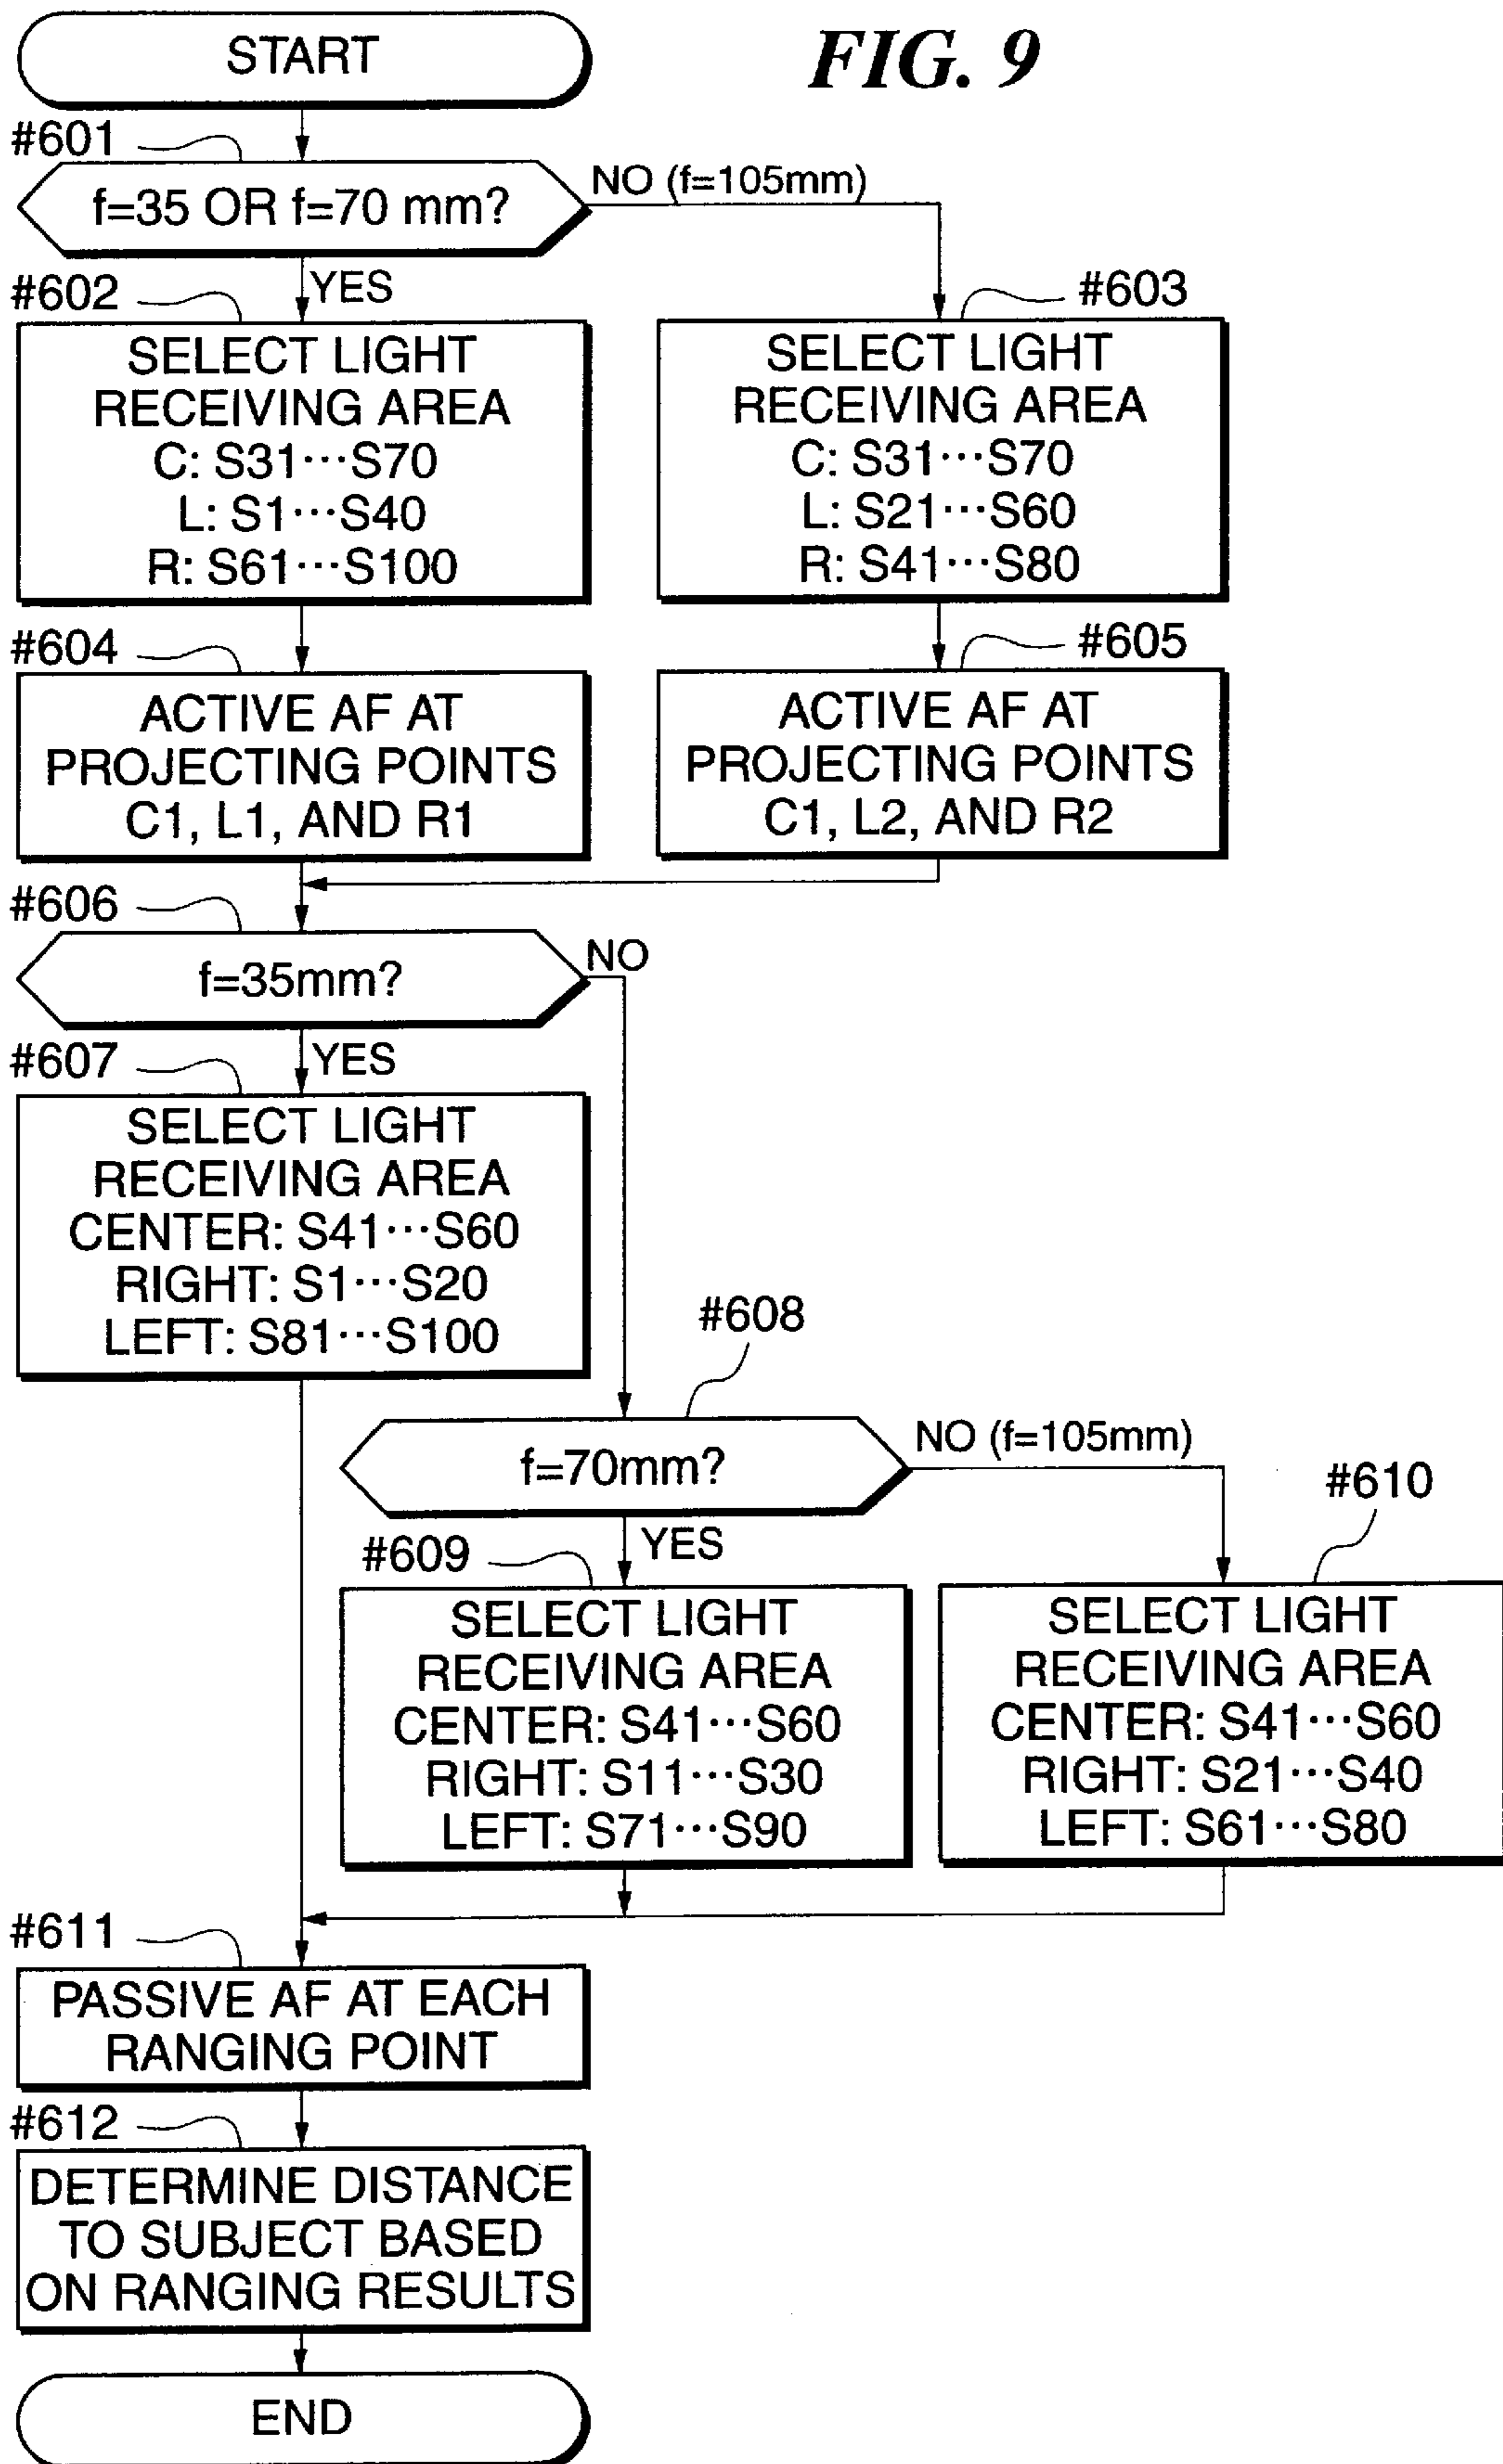 FIG. 9
START
#601
f=35 OR f=70 mm?
NO (f=105mm)
YES
#602
SELECT LIGHT
RECEIVING AREA
C: S31···S70
L: S1···S40
R: S61···S100
#603
SELECT LIGHT
RECEIVING AREA
C: S31···S70
L: S21···S60
R: S41···S80
#604
ACTIVE AF AT
PROJECTING POINTS
C1, L1, AND R1
#605
ACTIVE AF AT
PROJECTING POINTS
C1, L2, AND R2
#606
f=35mm?
NO
YES
#607
SELECT LIGHT
RECEIVING AREA
CENTER: S41···S60
RIGHT: S1···S20
LEFT: S81···S100
#608
f=70mm?
NO (f=105mm)
YES
#609
SELECT LIGHT
RECEIVING AREA
CENTER: S41···S60
RIGHT: S11···S30
LEFT: S71···S90
#610
SELECT LIGHT
RECEIVING AREA
CENTER: S41···S60
RIGHT: S21···S40
LEFT: S61···S80
#611
PASSIVE AF AT EACH
RANGING POINT
#612
DETERMINE DISTANCE
TO SUBJECT BASED
ON RANGING RESULTS
END